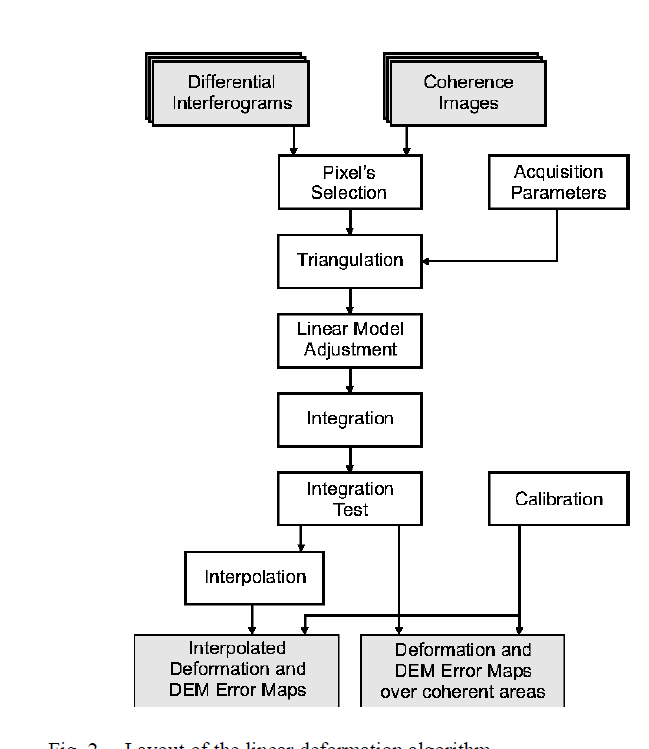 Differential
Interferograms
Coherence
Images
Pixel's
Selection
Acquisition
Parameters
Triangulation
Linear Model
Adjustment
Integration
Integration
Test
Calibration
Interpolation
Interpolated
Deformation and
DEM Error Maps
Deformation and
DEM Error Maps
over coherent areas
Fig. 2. Layout of the linear deformation algorithm